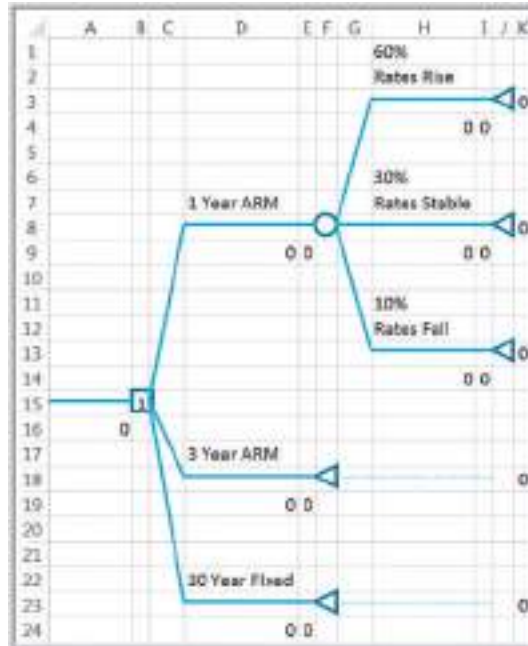 A B C D E F G H I J K
1 60%
2 Rates Rise
3 0
4 0 0
5
6 30%
7 1 Year ARM Rates Stable
8 0
9 0 0 0 0
10
11 10%
12 Rates Fall
13 0
14 0 0
15 1
16 0
17 3 Year ARM
18 0
19 0 0
20
21
22 30 Year Fixed
23 0
24 0 0